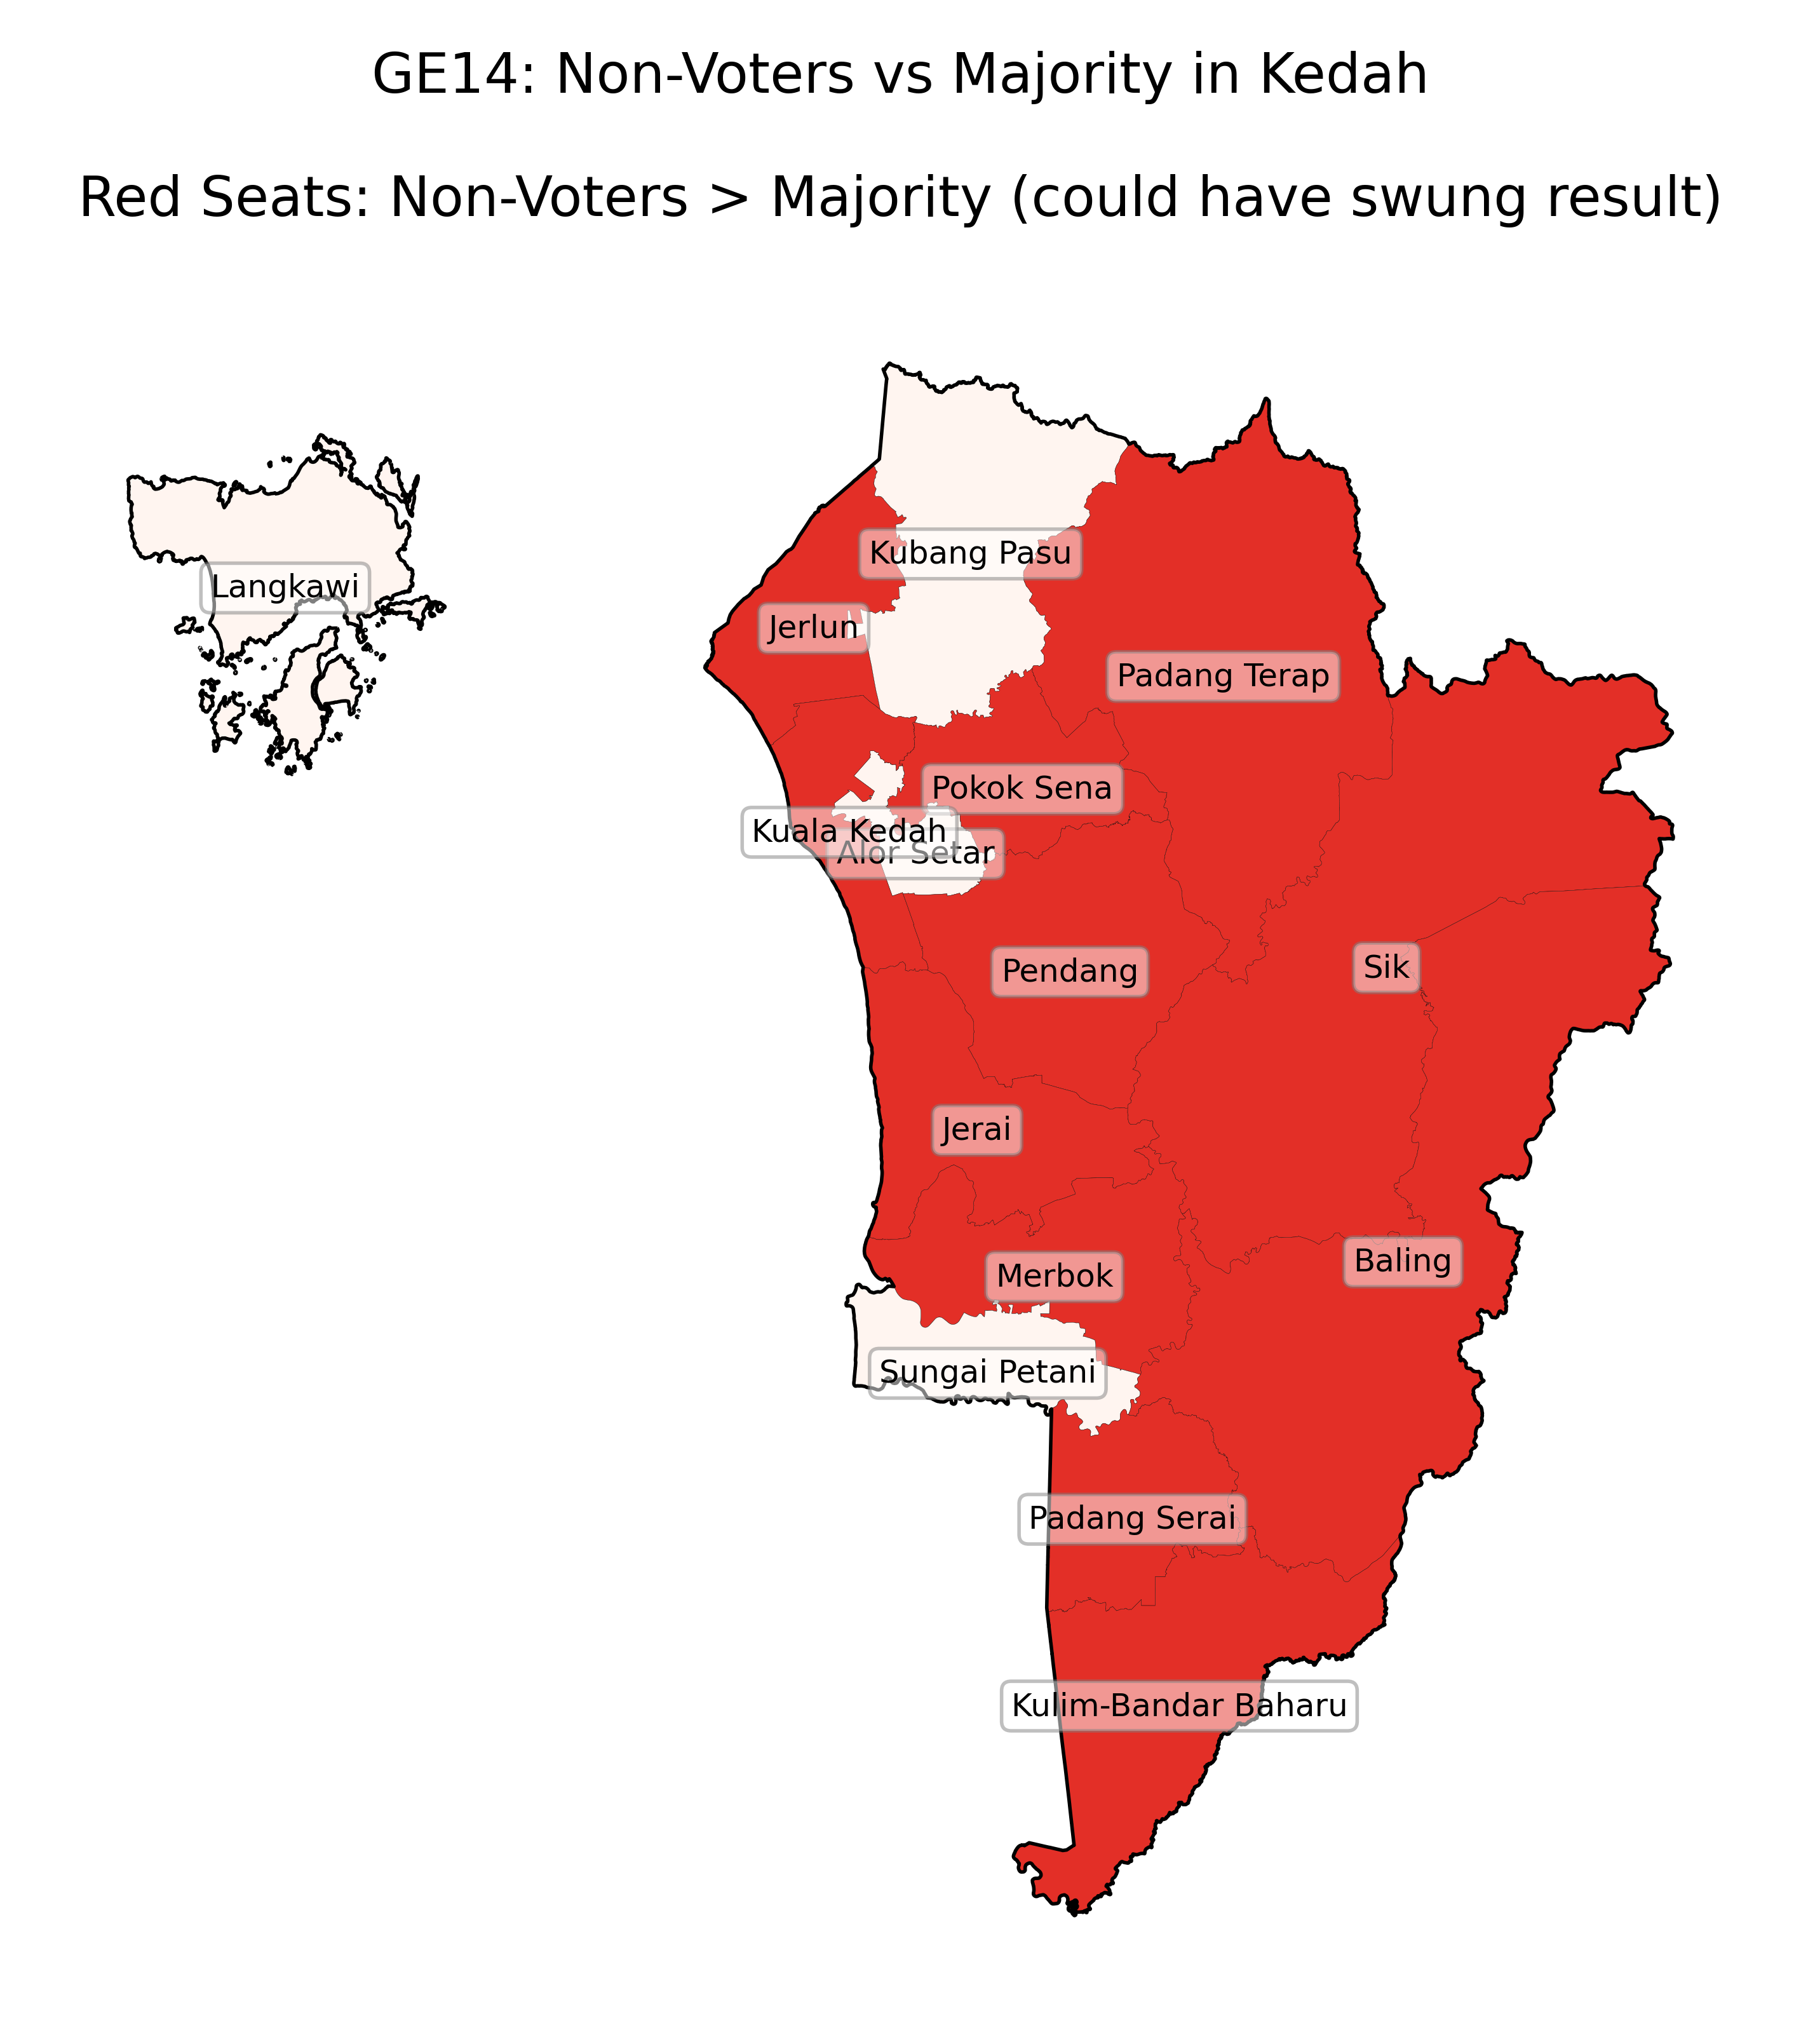 GE14: Non-Voters vs Majority in Kedah
Red Seats: Non-Voters > Majority (could have swung result)
Kubang Pasu
Langkawi
Jerlun
Padang Terap
Pokok Sena
Kuala Kedah
Alor Setar
Sik
Pendang
Jerai
Baling
Merbok
Sungai Petani
Padang Serai
Kulim-Bandar Baharu